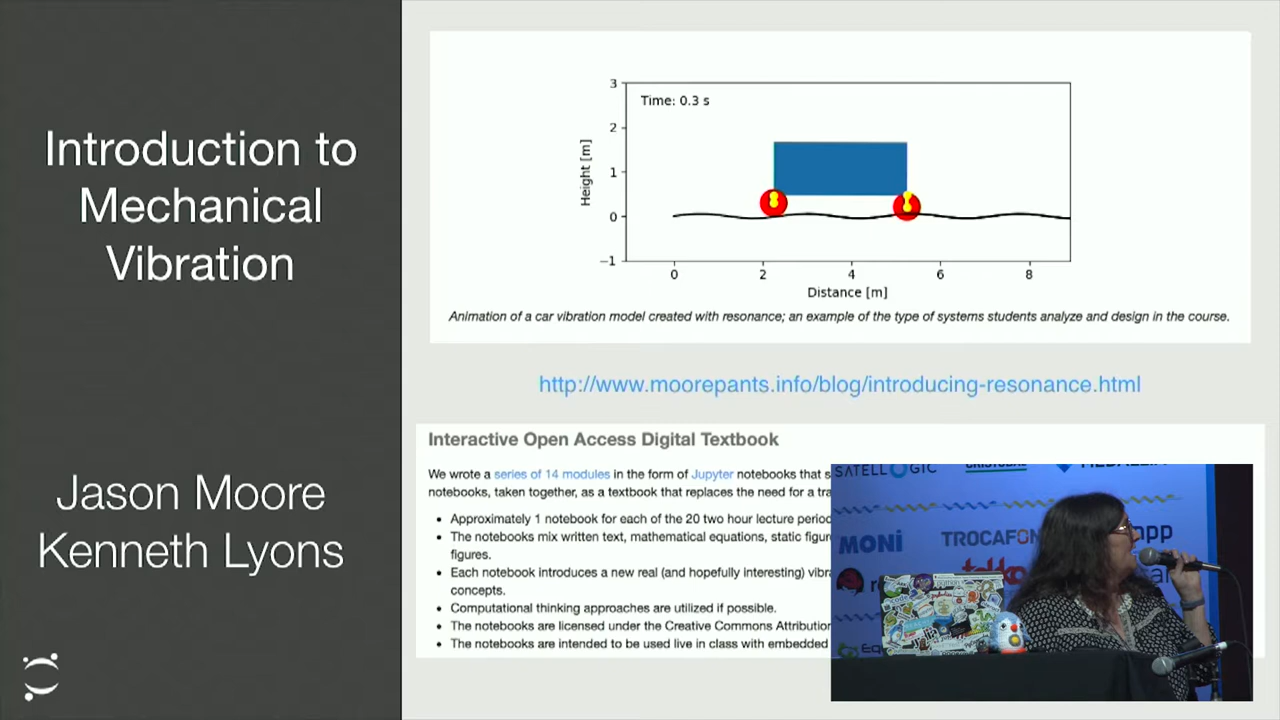 Introduction to
Mechanical
Vibration
Jason Moore
Kenneth Lyons
3
2
1
0
−1
Time: 0.3 s
Height [m]
0 2 4 6 8
Distance [m]
Animation of a car vibration model created with resonance; an example of the type of systems students analyze and design in the course.
http://www.moorepants.info/blog/introducing-resonance.html
Interactive Open Access Digital Textbook
We wrote a series of 14 modules in the form of Jupyter notebooks that s
notebooks, taken together, as a textbook that replaces the need for a tra
• Approximately 1 notebook for each of the 20 two hour lecture period
• The notebooks mix written text, mathematical equations, static figur
figures.
• Each notebook introduces a new real (and hopefully interesting) vibra
concepts.
• Computational thinking approaches are utilized if possible.
• The notebooks are licensed under the Creative Commons Attribution
• The notebooks are intended to be used live in class with embedded
SATELLOGIC
MONI
TROCAFON